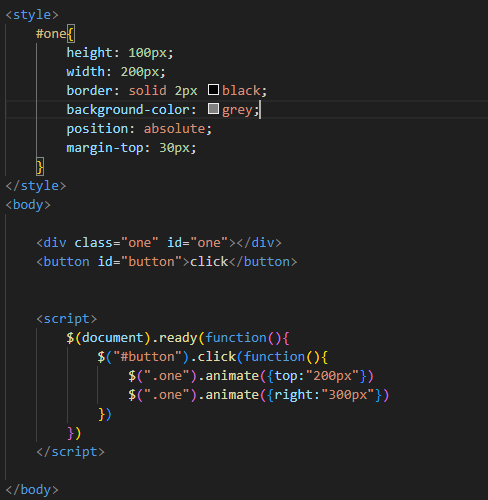 <style>
#one{
height: 100px;
width: 200px;
border: solid 2px black;
background-color: grey;
position: absolute;
margin-top: 30px;
}
</style>
<body>
<div class="one" id="one"></div>
<button id="button">click</button>
<script>
$(document).ready(function(){
$("#button").click(function(){
$(".one").animate({top:"200px"})
$(".one").animate({right:"300px"})
})
})
</script>
</body>